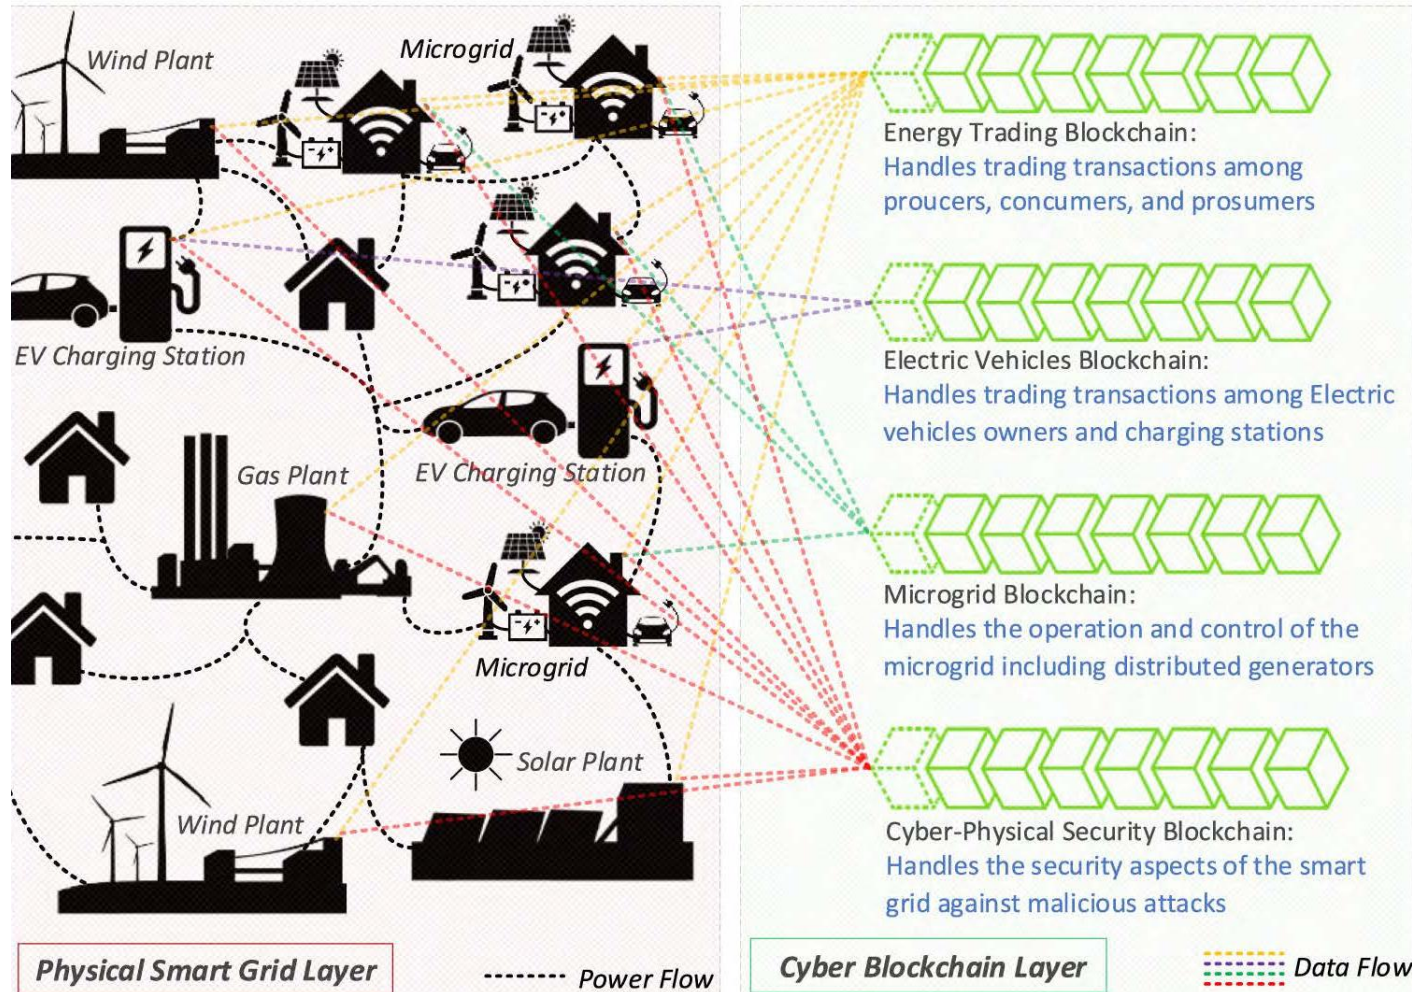 Wind Plant
Microgrid
EV Charging Station
Gas Plant
EV Charging Station
Microgrid
Solar Plant
Wind Plant
Physical Smart Grid Layer
Power Flow
Energy Trading Blockchain:
Handles trading transactions among
proucers, concumers, and prosumers
Electric Vehicles Blockchain:
Handles trading transactions among Electric
vehicles owners and charging stations
Microgrid Blockchain:
Handles the operation and control of the
microgrid including distributed generators
Cyber-Physical Security Blockchain:
Handles the security aspects of the smart
grid against malicious attacks
Cyber Blockchain Layer
Data Flow